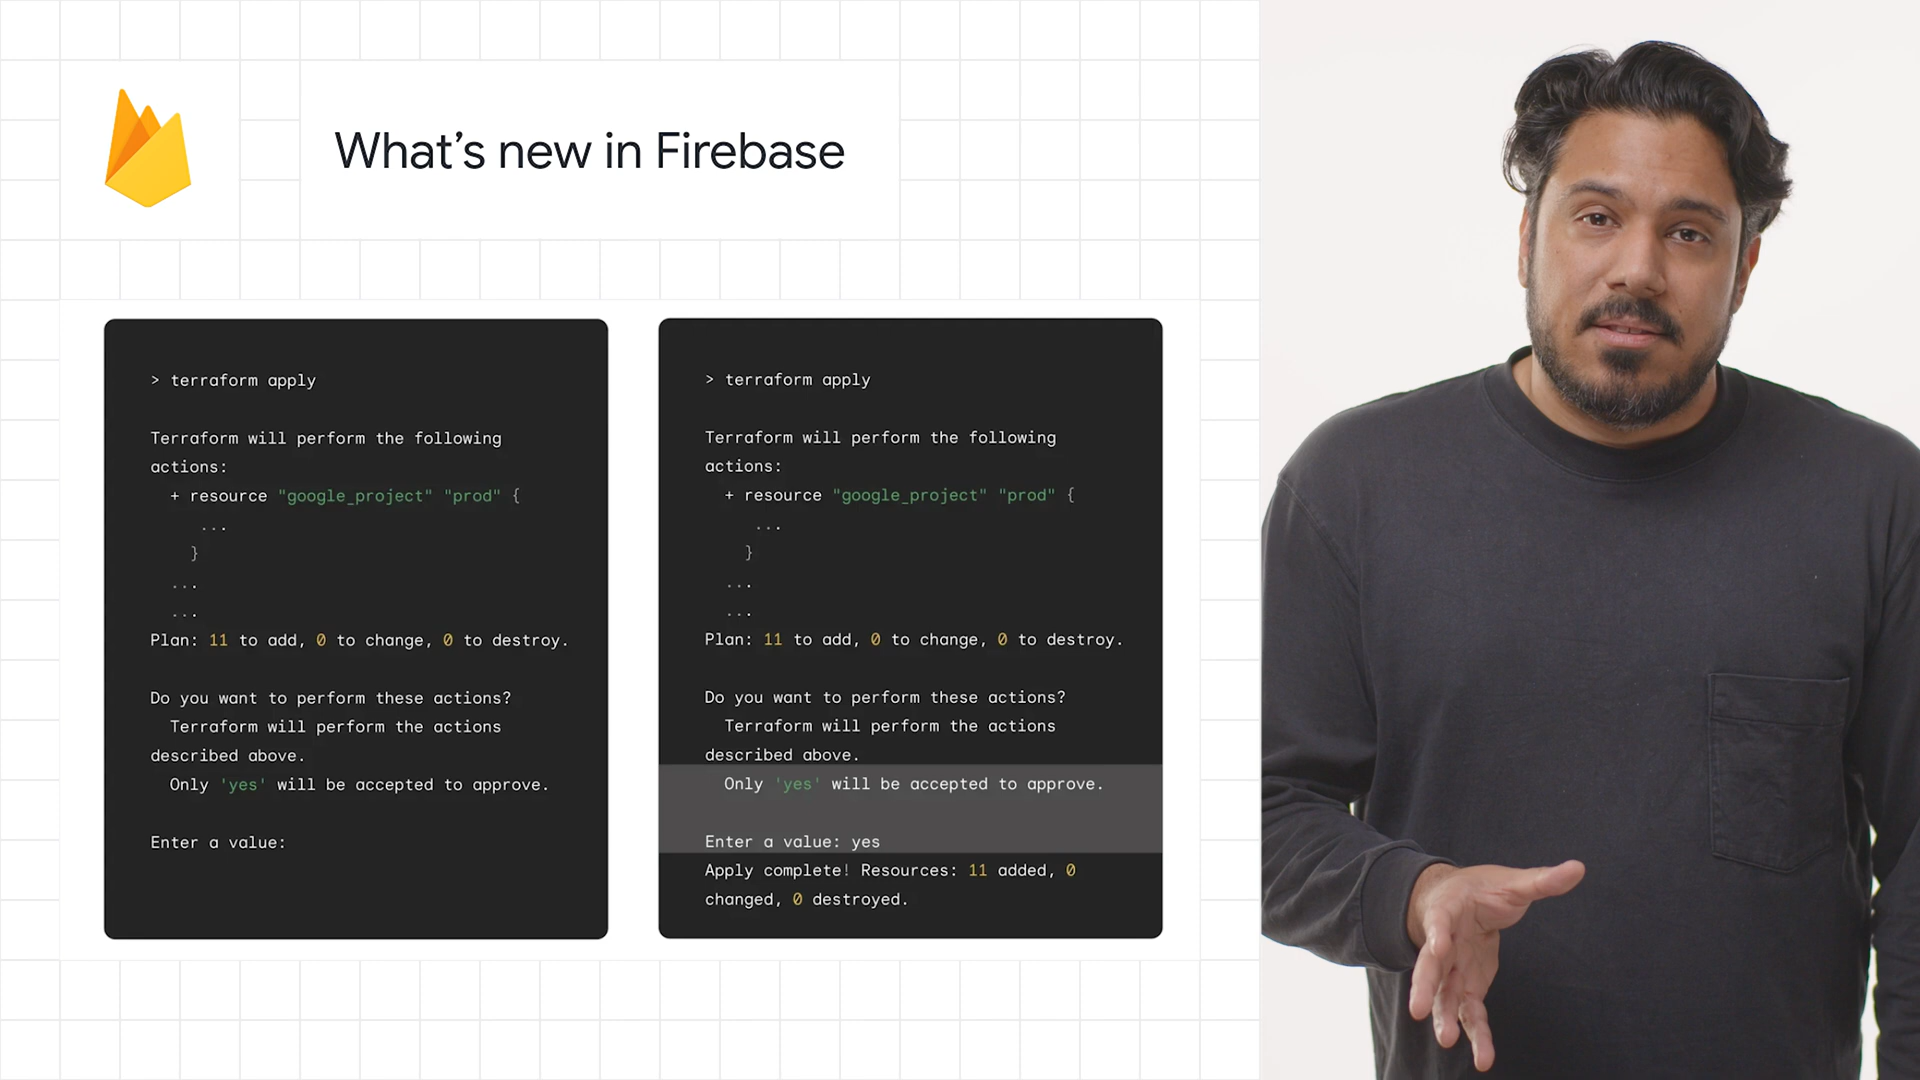 What’s new in Firebase
> terraform apply
Terraform will perform the following
actions:
+ resource "google_project" "prod" {
...
}
...
...
Plan: 11 to add, 0 to change, 0 to destroy.
Do you want to perform these actions?
Terraform will perform the actions
described above.
Only 'yes' will be accepted to approve.
Enter a value:
> terraform apply
Terraform will perform the following
actions:
+ resource "google_project" "prod" {
...
}
...
...
Plan: 11 to add, 0 to change, 0 to destroy.
Do you want to perform these actions?
Terraform will perform the actions
described above.
Only 'yes' will be accepted to approve.
Enter a value: yes
Apply complete! Resources: 11 added, 0
changed, 0 destroyed.